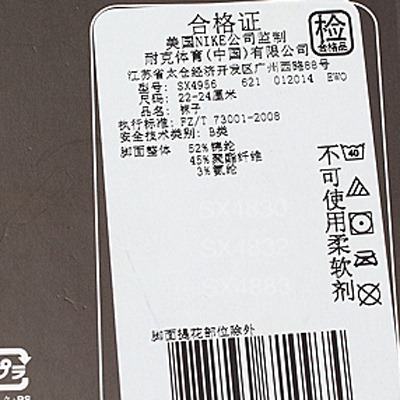 合格证
检
合格品
美国NIKE公司监制
耐克体育(中国)有限公司
江苏省太仓经济开发区广州西路88号
型号: SX4956 621 012014 EWO
尺码: 22-24厘米
品名: 袜子
执行标准: FZ/T 73001-2008
安全技术类别: B类
脚面整体 52%锦纶
45%聚酯纤维
3%氨纶
不可使用柔软剂
40
脚面提花部位除外
プラ